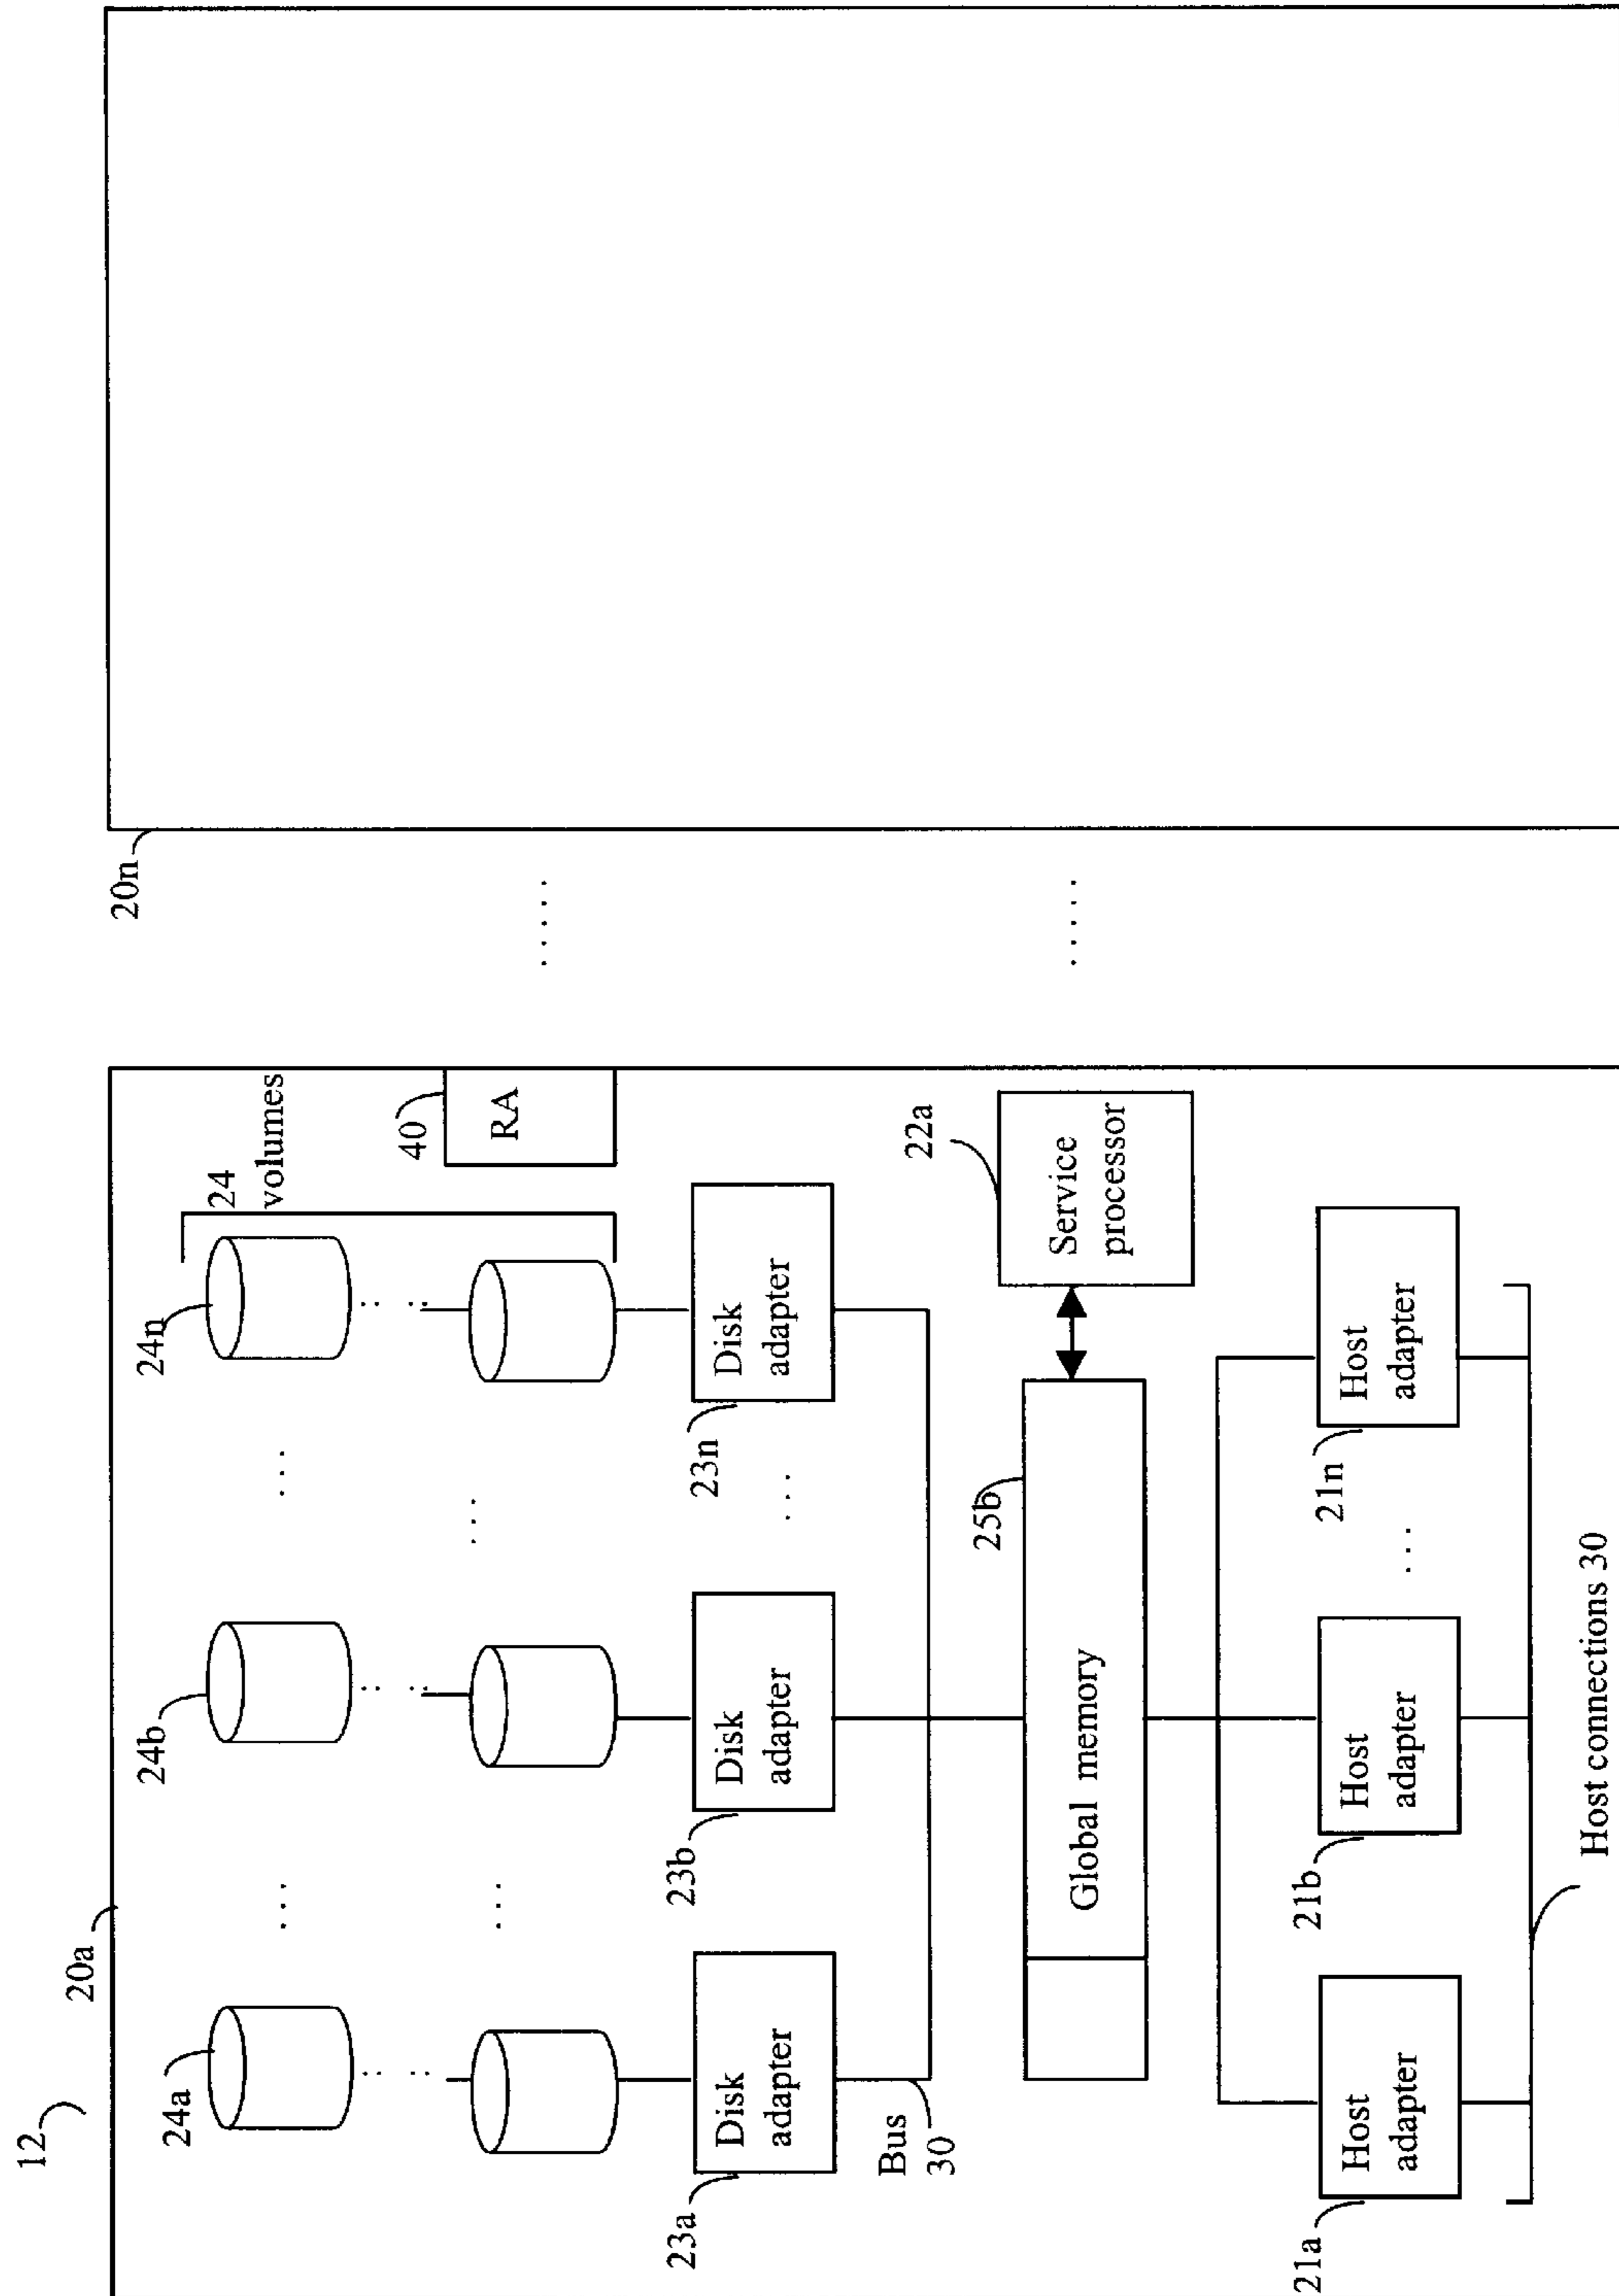 12
20a
20n
24a
24b
24n
24
volumes
40
RA
Disk
adapter
Disk
adapter
Disk
adapter
23a
23b
23n
Bus
30
25b
22a
Global memory
Service
processor
Host
adapter
Host
adapter
Host
adapter
21a
21b
21n
Host connections 30